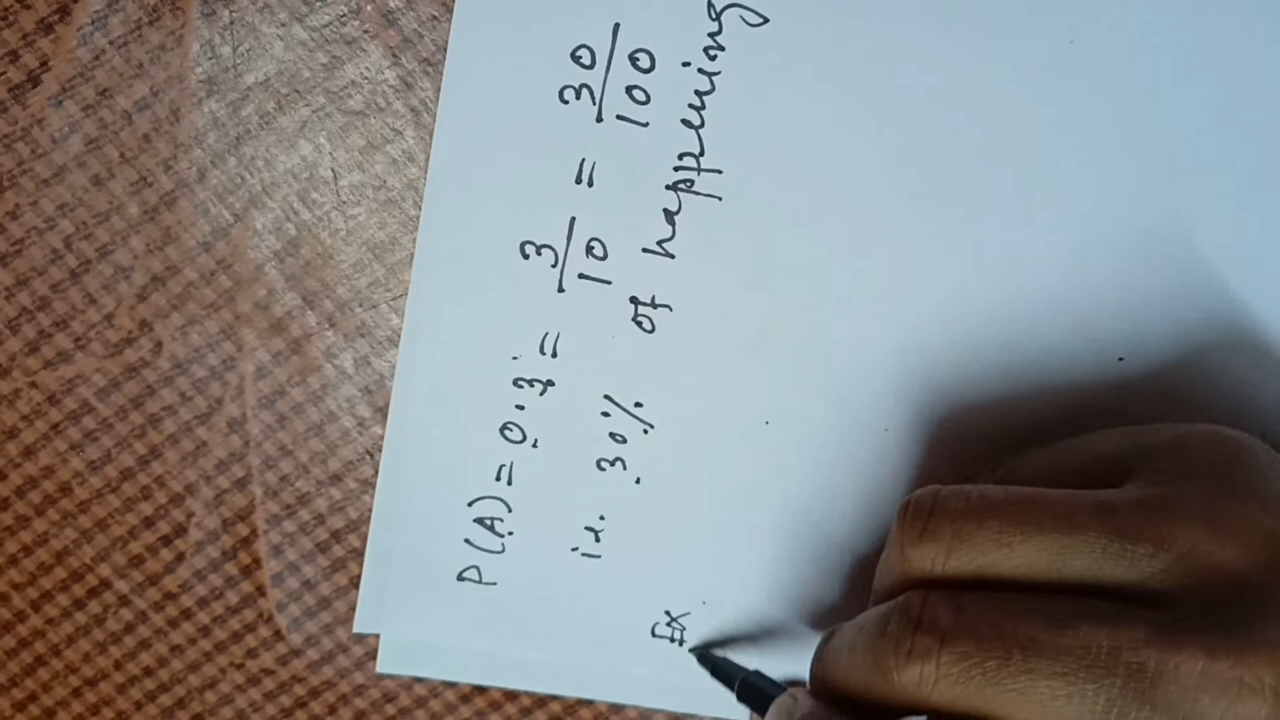 P(A) = 0.3 = 3/10 = 30/100
i.e. 30% of happening
Ex